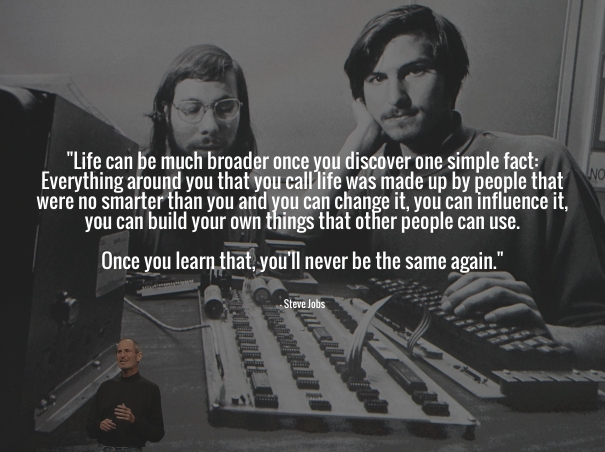 "Life can be much broader once you discover one simple fact:
Everything around you that you call life was made up by people that
were no smarter than you and you can change it, you can influence it,
you can build your own things that other people can use.
Once you learn that, you'll never be the same again."
- Steve Jobs
NO